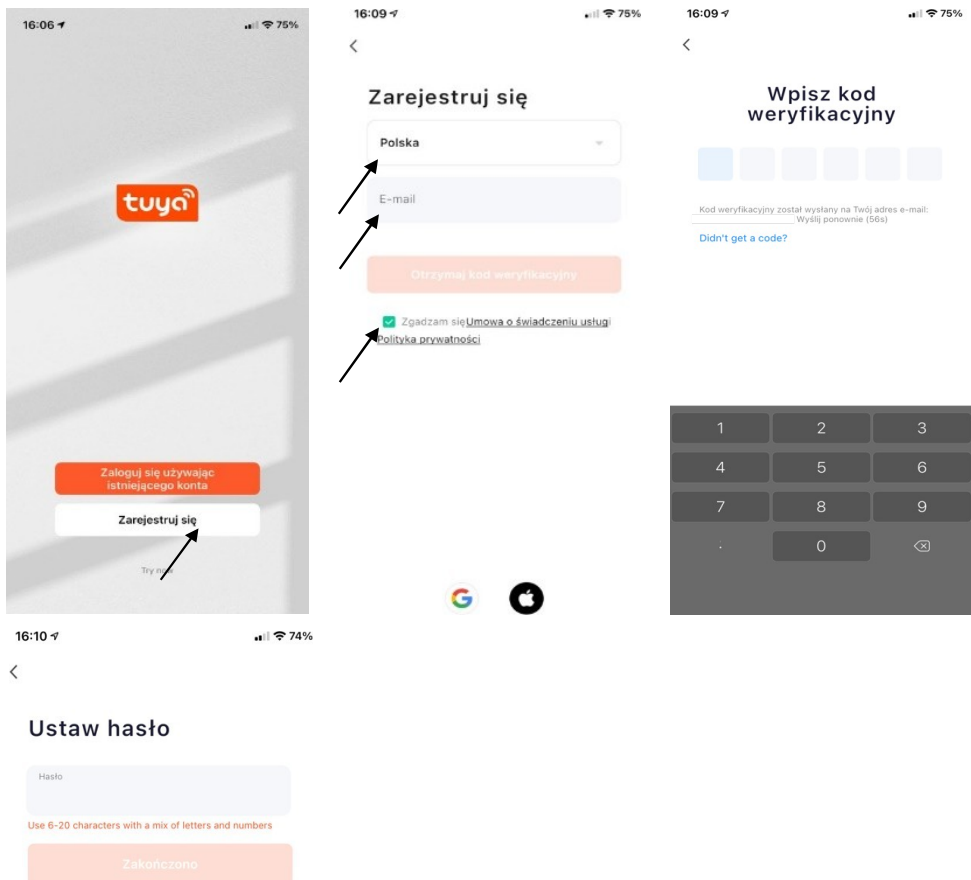 16:06
75%
tuya
Zaloguj się używając
istniejącego konta
Zarejestruj się
Try now
16:09
75%
Zarejestruj się
Polska
E-mail
Otrzymaj kod weryfikacyjny
Zgadzam sięUmowa o świadczeniu usługi
Polityka prywatności
16:09
75%
Wpisz kod
weryfikacyjny
Kod weryfikacyjny został wysłany na Twój adres e-mail:
Wyślij ponownie (56s)
Didn't get a code?
1 2 3
4 5 6
7 8 9
. 0
16:10
74%
Ustaw hasło
Hasło
Use 6-20 characters with a mix of letters and numbers
Zakończono